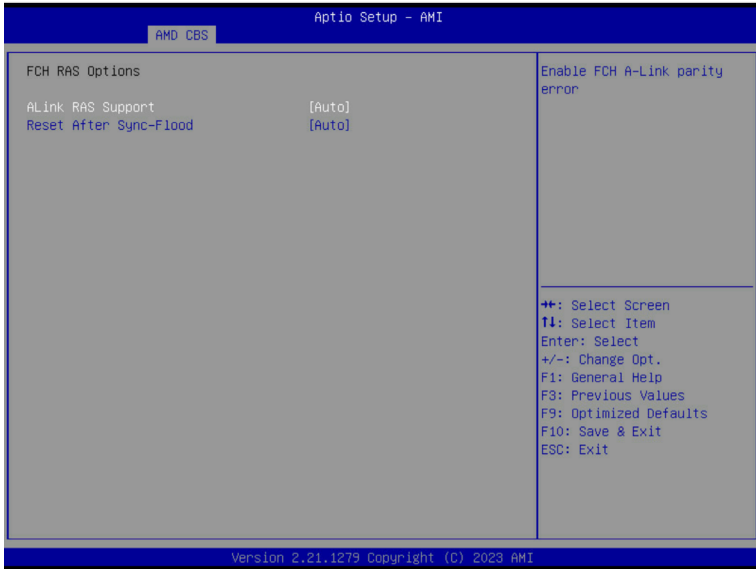 Aptio Setup – AMI
AMD CBS
FCH RAS Options
ALink RAS Support [Auto]
Reset After Sync-Flood [Auto]
Enable FCH A-Link parity
error
→←: Select Screen
↑↓: Select Item
Enter: Select
+/-: Change Opt.
F1: General Help
F3: Previous Values
F9: Optimized Defaults
F10: Save & Exit
ESC: Exit
Version 2.21.1279 Copyright (C) 2023 AMI